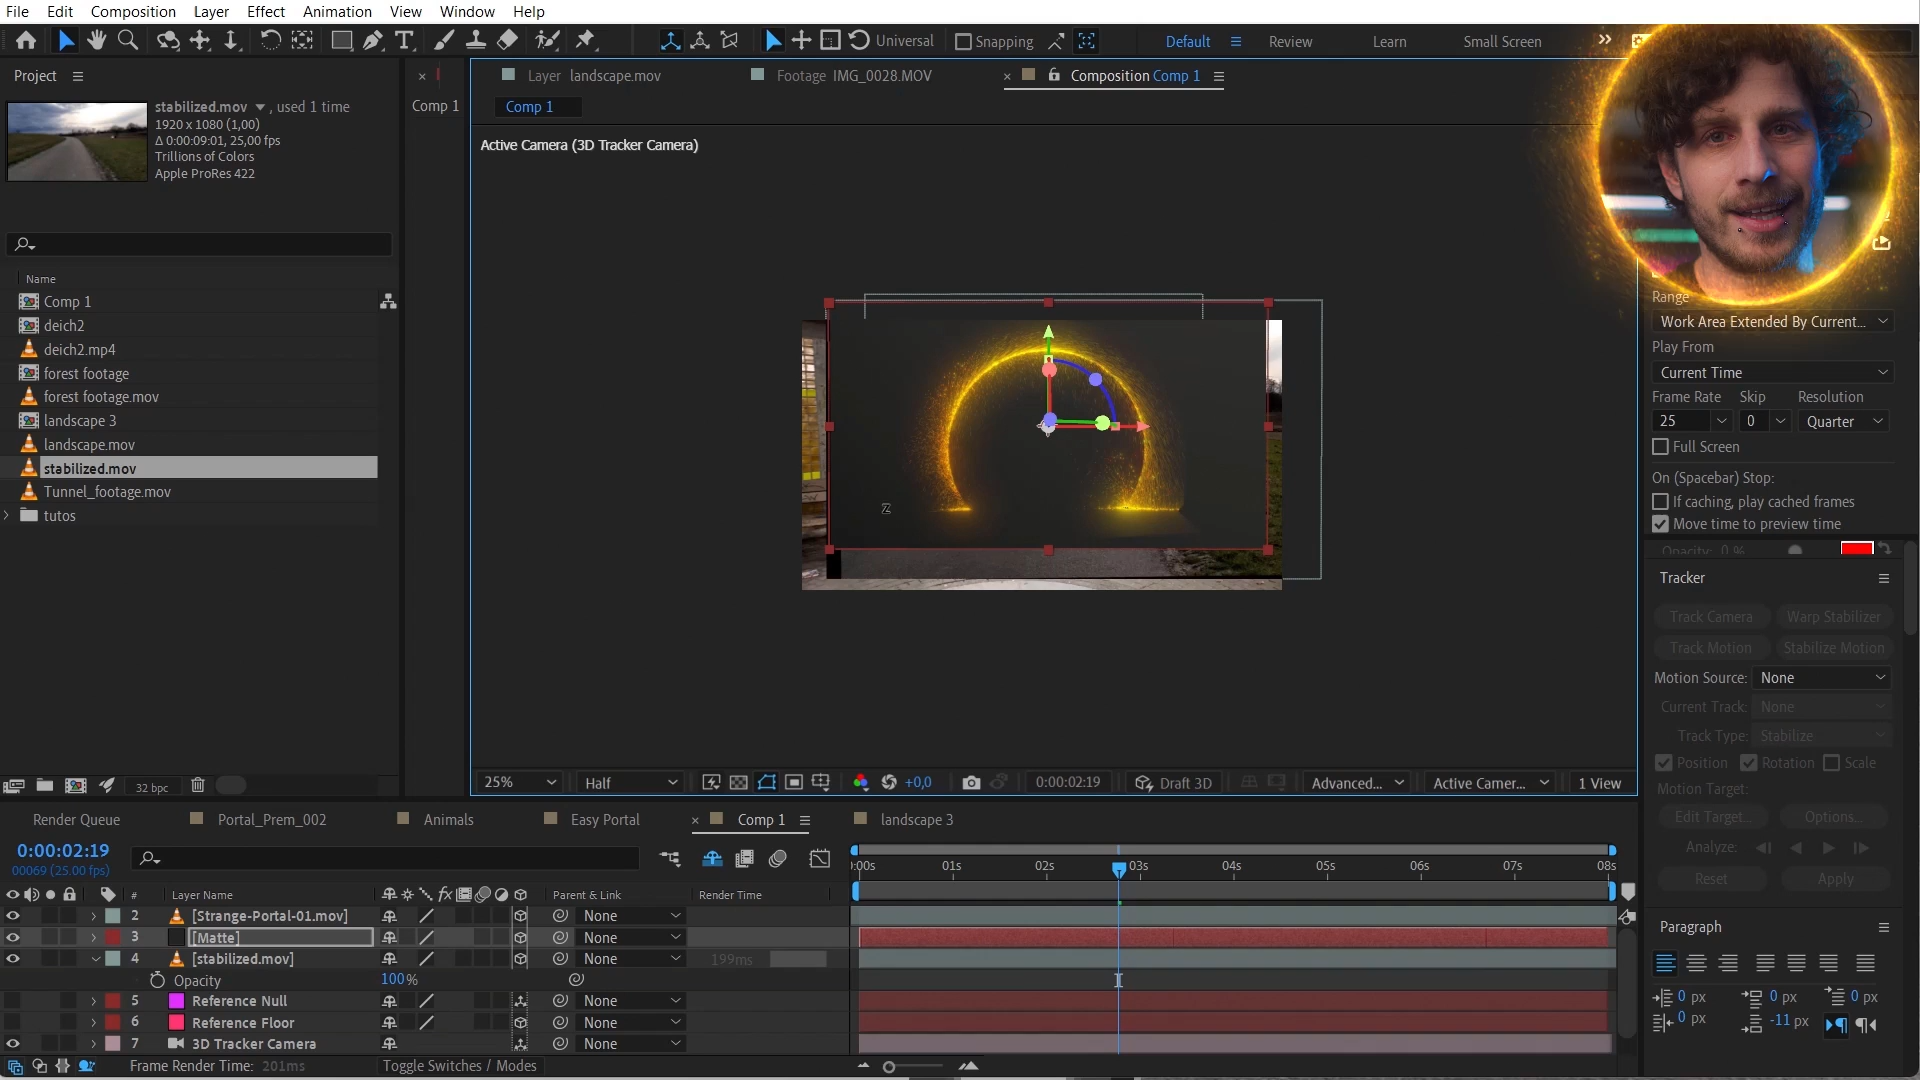 File Edit Composition Layer Effect Animation View Window Help
Universal Snapping Default Review Learn Small Screen
Project
Layer landscape.mov Footage IMG_0028.MOV Composition Comp 1
stabilized.mov , used 1 time
1920 x 1080 (1,00)
Δ 0:00:09:01, 25,00 fps
Trillions of Colors
Apple ProRes 422
Comp 1
Comp 1
Active Camera (3D Tracker Camera)
Name
Comp 1
deich2
deich2.mp4
forest footage
forest footage.mov
landscape 3
landscape.mov
stabilized.mov
Tunnel_footage.mov
tutos
Range
Work Area Extended By Current...
Play From
Current Time
Frame Rate Skip Resolution
25 0 Quarter
Full Screen
On (Spacebar) Stop:
If caching, play cached frames
Move time to preview time
Opacity: 0 %
Tracker
Track Camera Warp Stabilizer
Track Motion Stabilize Motion
Motion Source: None
Current Track: None
Track Type: Stabilize
Position Rotation Scale
Motion Target:
Edit Target... Options...
Analyze:
Reset Apply
Paragraph
0 px 0 px 0 px
0 px -11 px
32 bpc
25% Half +0,0 0:00:02:19 Draft 3D Advanced... Active Camer... 1 View
Render Queue Portal_Prem_002 Animals Easy Portal Comp 1 landscape 3
0:00:02:19
00069 (25.00 fps)
:00s 01s 02s 03s 04s 05s 06s 07s 08s
# Layer Name fx Parent & Link Render Time
2 [Strange-Portal-01.mov] None
3 [Matte] None
4 [stabilized.mov] None 199ms
Opacity 100%
5 Reference Null None
6 Reference Floor None
7 3D Tracker Camera None
Frame Render Time: 201ms Toggle Switches / Modes